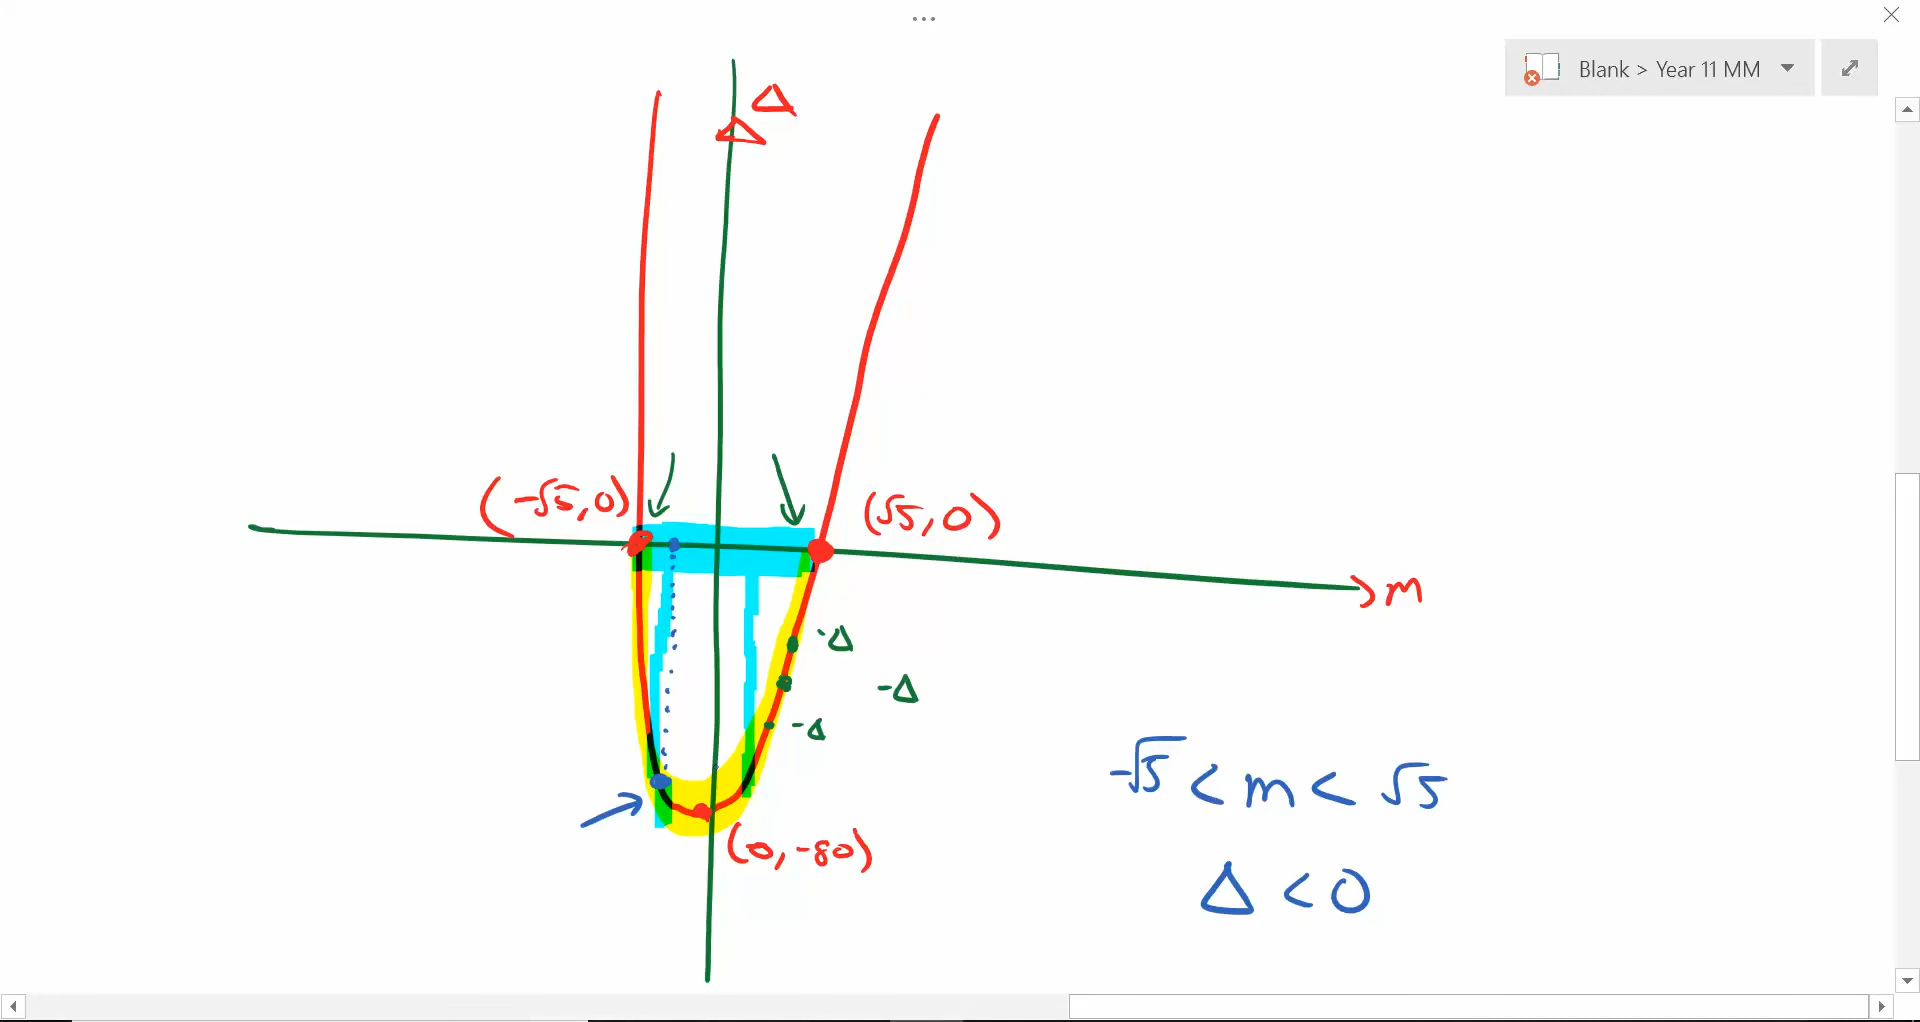 Blank > Year 11 MM
Δ
Δ
(-√5, 0)
(√5, 0)
m
-Δ
-Δ
-Δ
-√5 < m < √5
(0, -80)
Δ < 0